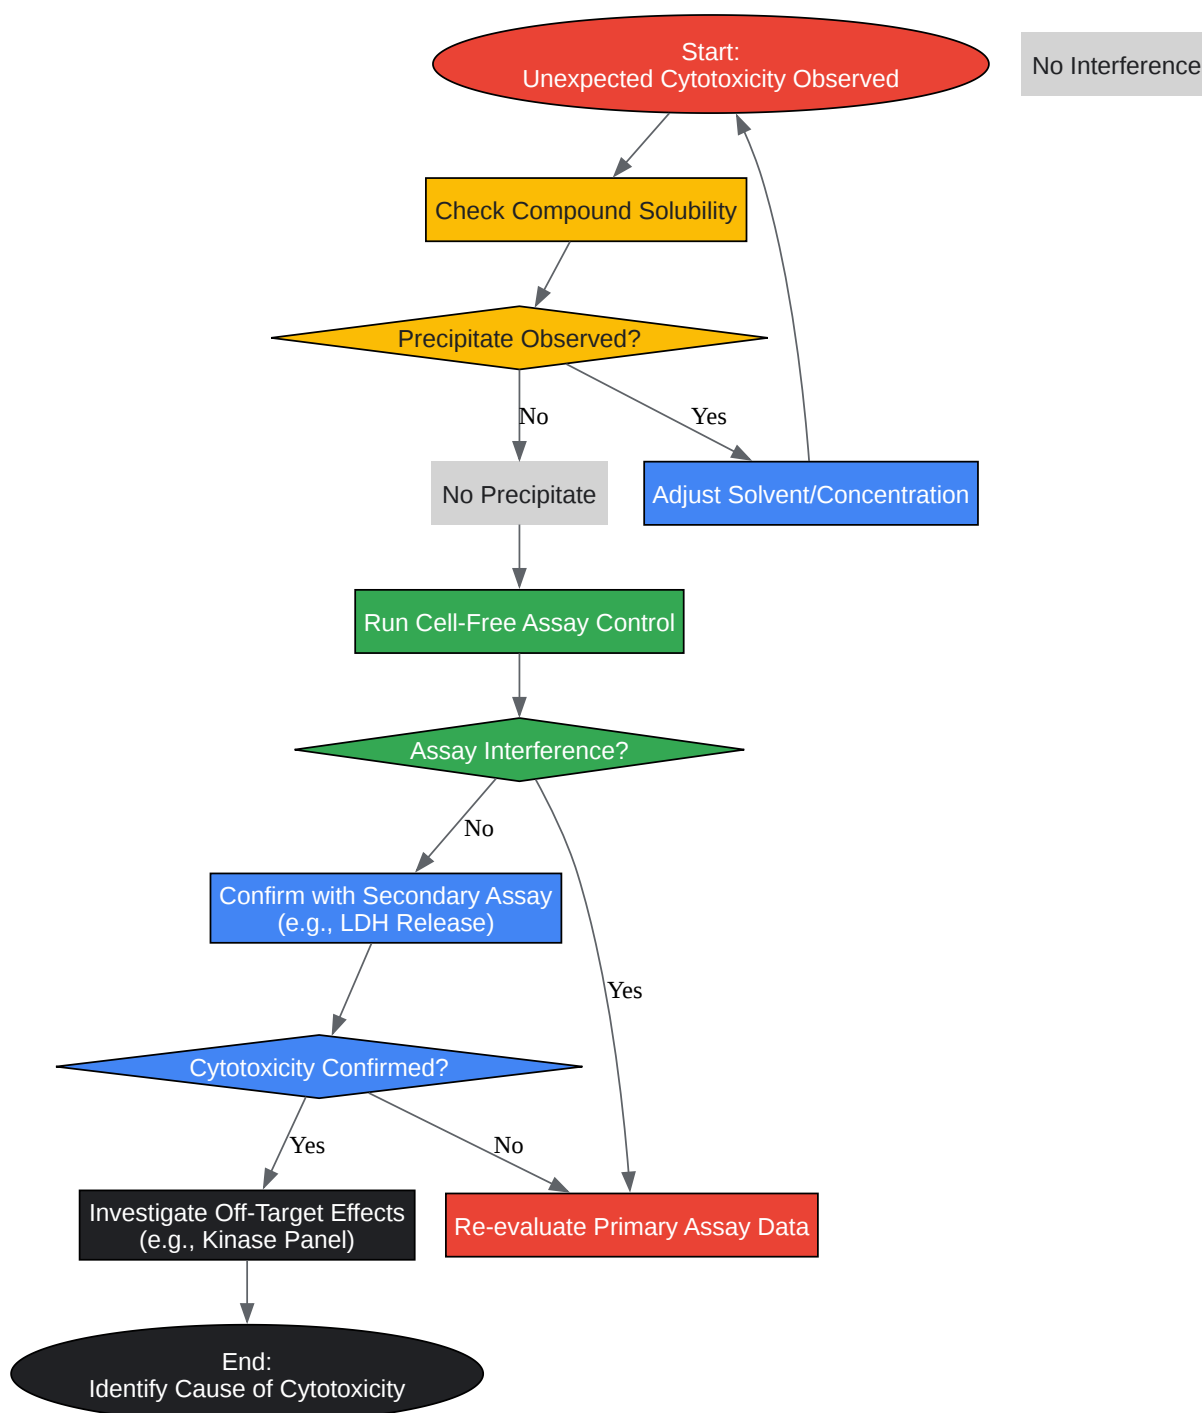 Start:
Unexpected Cytotoxicity Observed
No Interference
Check Compound Solubility
Precipitate Observed?
No
Yes
No Precipitate
Adjust Solvent/Concentration
Run Cell-Free Assay Control
Assay Interference?
No
Confirm with Secondary Assay
(e.g., LDH Release)
Yes
Cytotoxicity Confirmed?
Yes
No
Investigate Off-Target Effects
(e.g., Kinase Panel)
Re-evaluate Primary Assay Data
End:
Identify Cause of Cytotoxicity